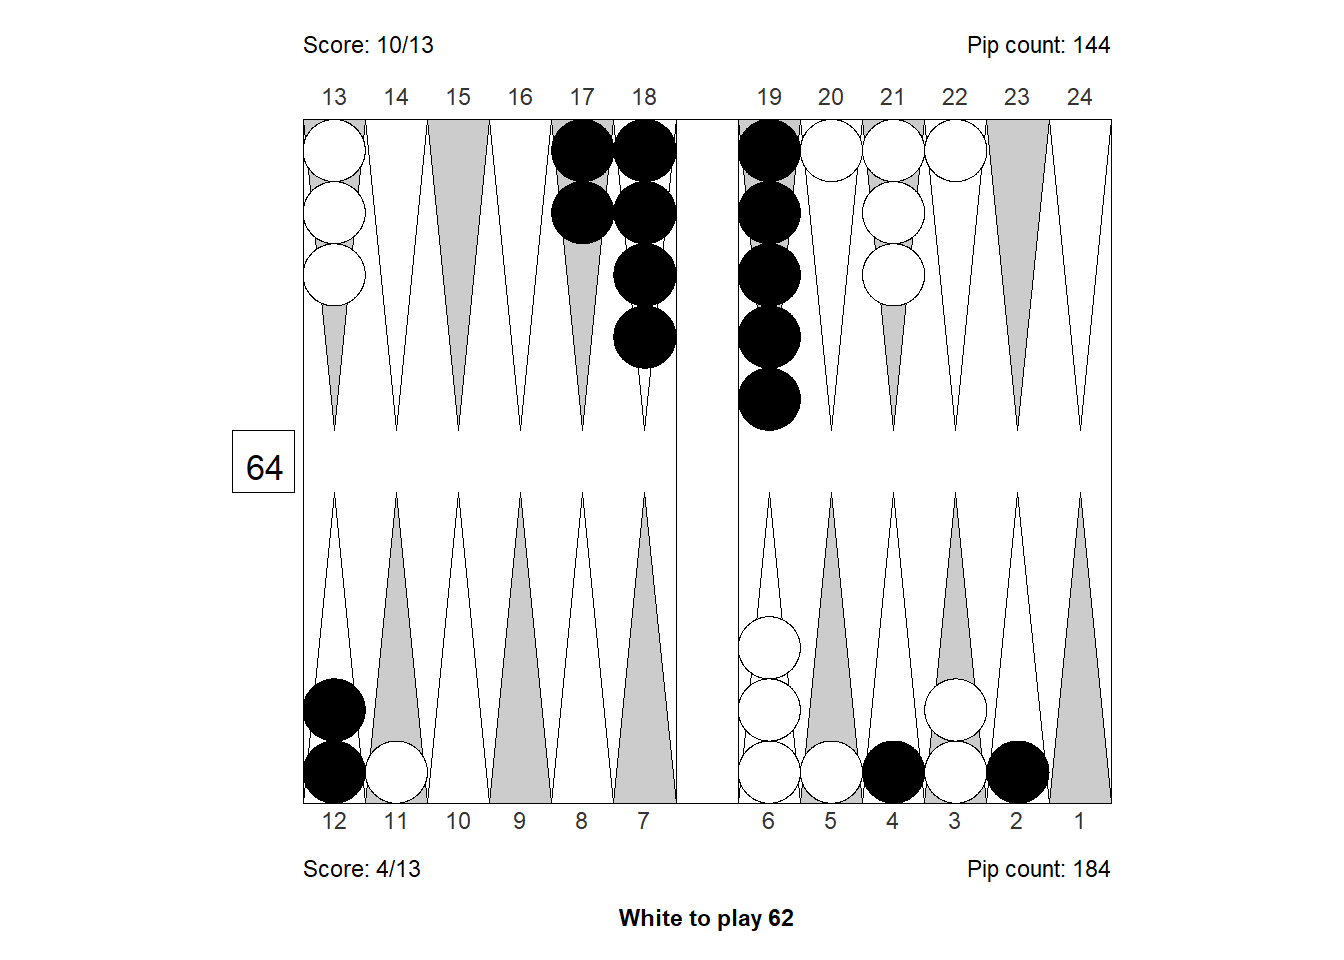 Score: 10/13 Pip count: 144
13 14 15 16 17 18 19 20 21 22 23 24
64
12 11 10 9 8 7 6 5 4 3 2 1
Score: 4/13 Pip count: 184
White to play 62